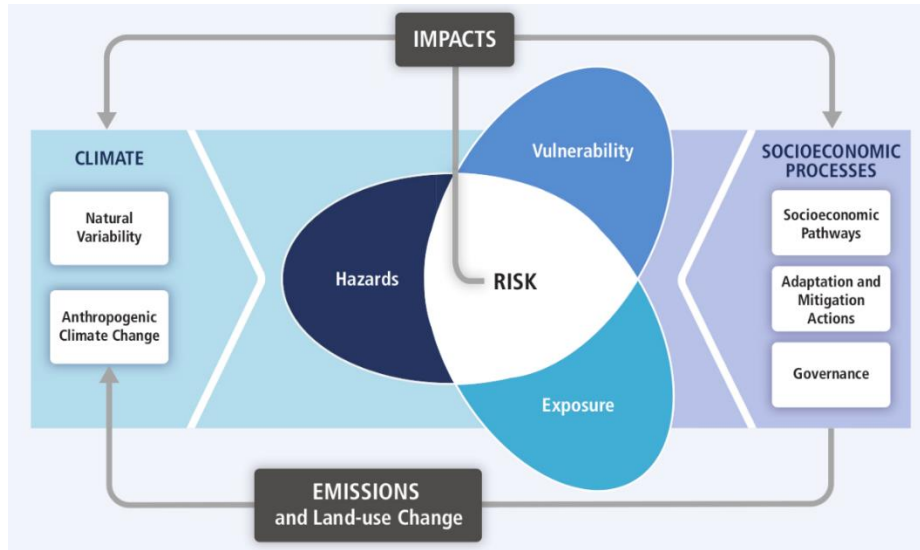 IMPACTS
CLIMATE
Natural
Variability
Anthropogenic
Climate Change
Vulnerability
Hazards
RISK
Exposure
SOCIOECONOMIC
PROCESSES
Socioeconomic
Pathways
Adaptation and
Mitigation
Actions
Governance
EMISSIONS
and Land-use Change